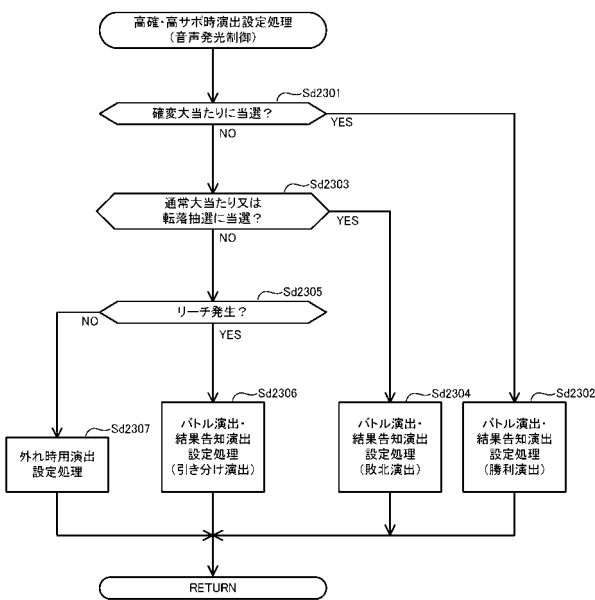 高確・高サポ時演出設定処理
(音声発光制御)
Sd2301
確変大当たりに当選？
YES
NO
Sd2303
通常大当たり又は
転落抽選に当選？
YES
NO
Sd2305
リーチ発生？
NO
YES
Sd2307
外れ時用演出
設定処理
Sd2306
バトル演出・
結果告知演出
設定処理
(引き分け演出)
Sd2304
バトル演出・
結果告知演出
設定処理
(敗北演出)
Sd2302
バトル演出・
結果告知演出
設定処理
(勝利演出)
RETURN